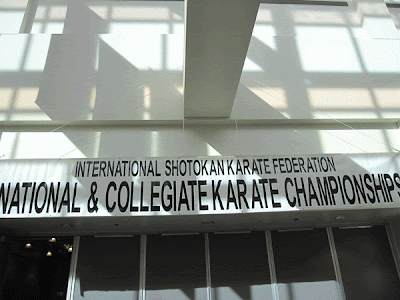 INTERNATIONAL SHOTOKAN KARATE FEDERATION
NATIONAL & COLLEGIATE KARATE CHAMPIONSHIPS